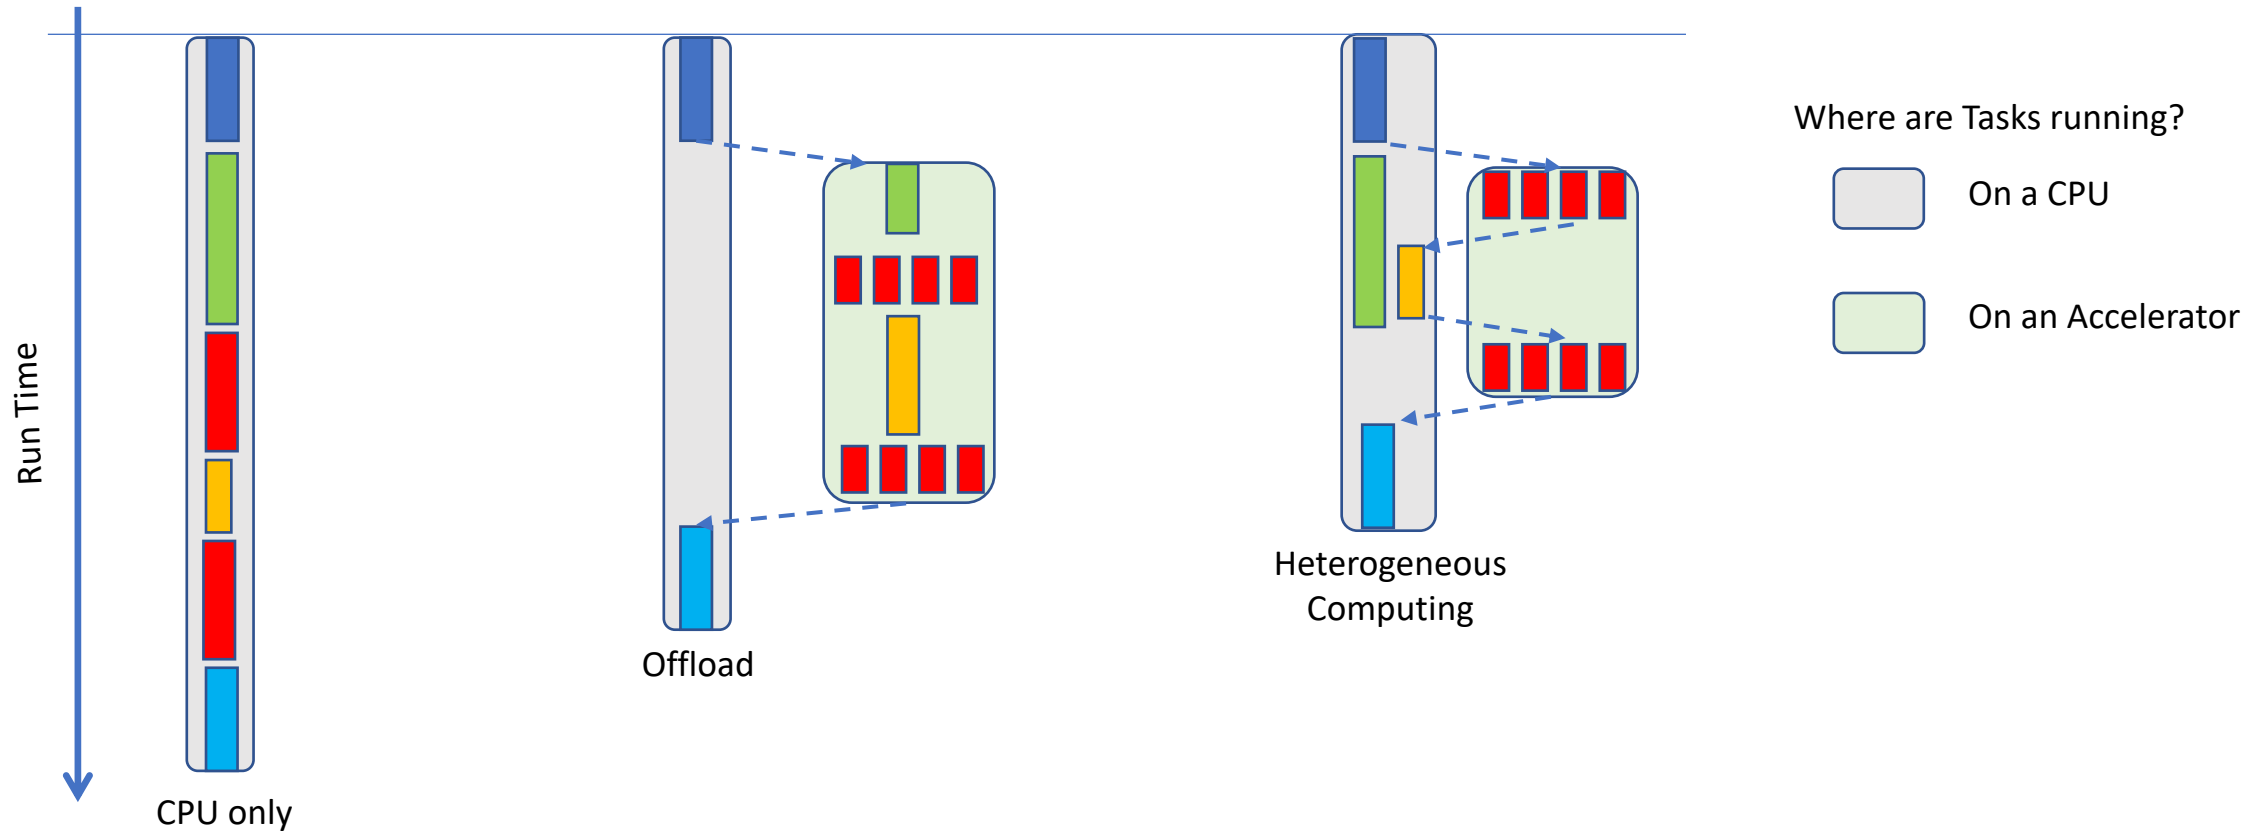 Where are Tasks running?
On a CPU
On an Accelerator
Run Time
Heterogeneous
Computing
Offload
CPU only